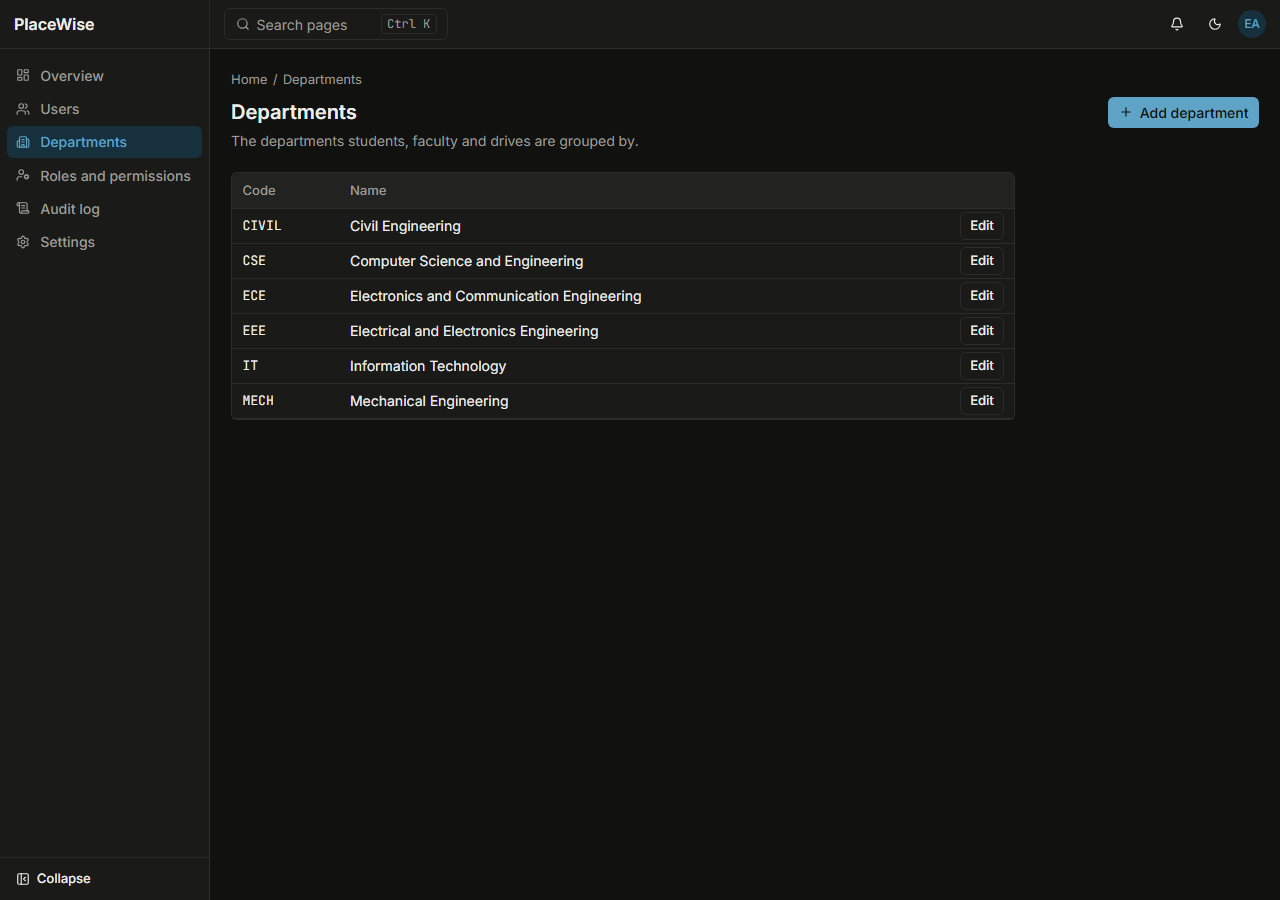 PlaceWise
Search pages Ctrl K
EA
Overview
Users
Departments
Roles and permissions
Audit log
Settings
Collapse
Home / Departments
Departments
Add department
The departments students, faculty and drives are grouped by.
Code Name
CIVIL Civil Engineering Edit
CSE Computer Science and Engineering Edit
ECE Electronics and Communication Engineering Edit
EEE Electrical and Electronics Engineering Edit
IT Information Technology Edit
MECH Mechanical Engineering Edit